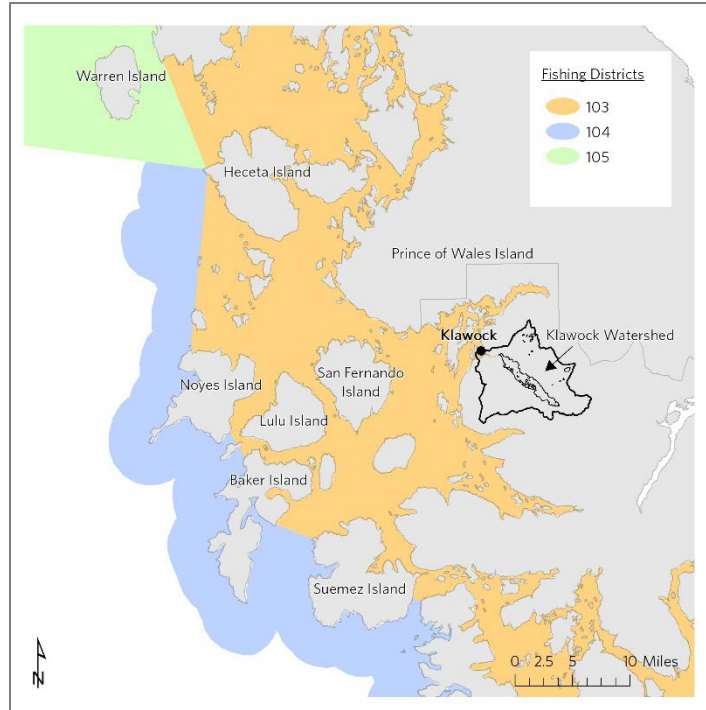 Warren Island
Fishing Districts
103
104
105
Heceta Island
Prince of Wales Island
Klawock
Klawock Watershed
San Fernando
Island
Noyes Island
Lulu Island
Baker Island
Suemez Island
0 2.5 5 10 Miles
N